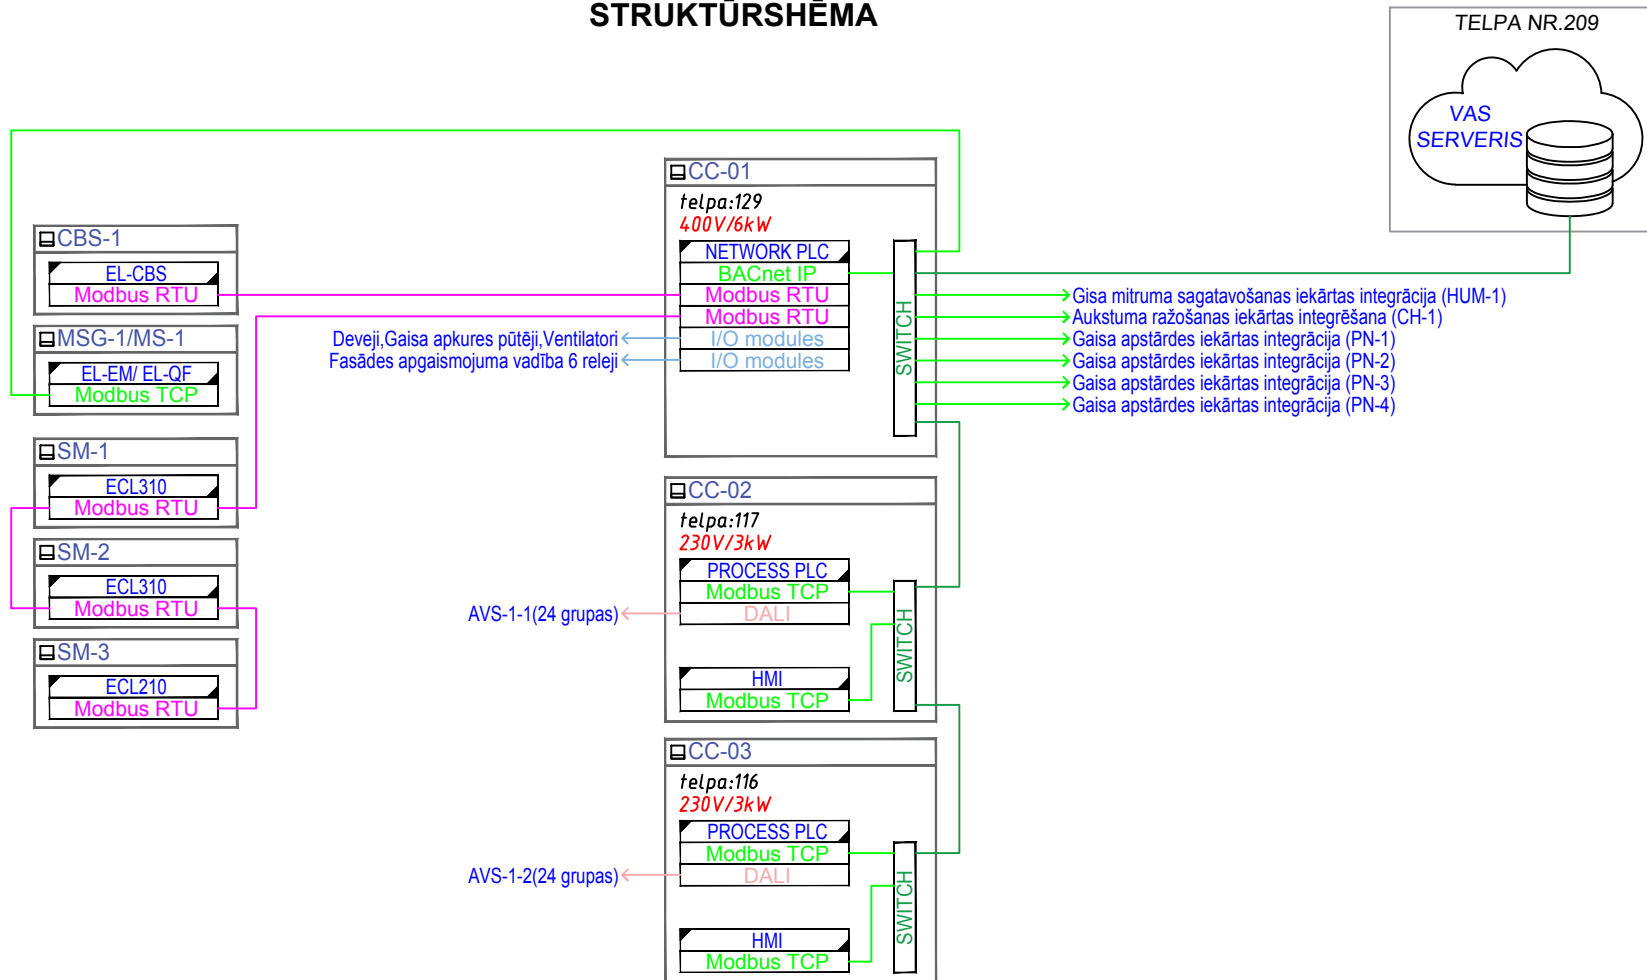 STRUKTŪRSHĒMA
TELPA NR.209
VAS
SERVERIS
CBS-1
EL-CBS
Modbus RTU
MSG-1/MS-1
EL-EM/ EL-QF
Modbus TCP
SM-1
ECL310
Modbus RTU
SM-2
ECL310
Modbus RTU
SM-3
ECL210
Modbus RTU
CC-01
telpa:129
400V/6kW
NETWORK PLC
BACnet IP
Modbus RTU
Modbus RTU
I/O modules
I/O modules
SWITCH
Deveji,Gaisa apkures pūtēji,Ventilatori
Fasādes apgaismojuma vadība 6 releji
Gisa mitruma sagatavošanas iekārtas integrācija (HUM-1)
Aukstuma ražošanas iekārtas integrēšana (CH-1)
Gaisa apstārdes iekārtas integrācija (PN-1)
Gaisa apstārdes iekārtas integrācija (PN-2)
Gaisa apstārdes iekārtas integrācija (PN-3)
Gaisa apstārdes iekārtas integrācija (PN-4)
CC-02
telpa:117
230V/3kW
PROCESS PLC
Modbus TCP
DALI
HMI
Modbus TCP
SWITCH
AVS-1-1(24 grupas)
CC-03
telpa:116
230V/3kW
PROCESS PLC
Modbus TCP
DALI
HMI
Modbus TCP
SWITCH
AVS-1-2(24 grupas)